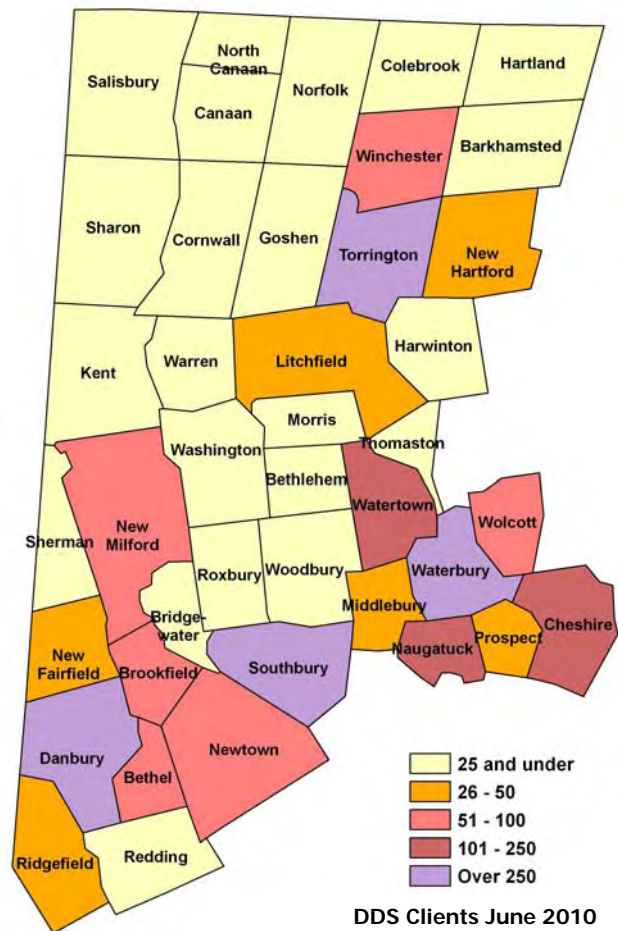 North
Canaan
Colebrook
Hartland
Salisbury
Norfolk
Canaan
Winchester
Barkhamsted
Sharon
Cornwall
Goshen
Torrington
New
Hartford
Kent
Warren
Litchfield
Harwinton
Morris
Washington
Thomaston
Bethlehem
Watertown
New
Milford
Wolcott
Sherman
Roxbury
Woodbury
Waterbury
Bridge-
water
Middlebury
Cheshire
New
Fairfield
Brookfield
Southbury
Naugatuck
Prospect
Danbury
Bethel
Newtown
Ridgefield
Redding
25 and under
26 - 50
51 - 100
101 - 250
Over 250
DDS Clients June 2010